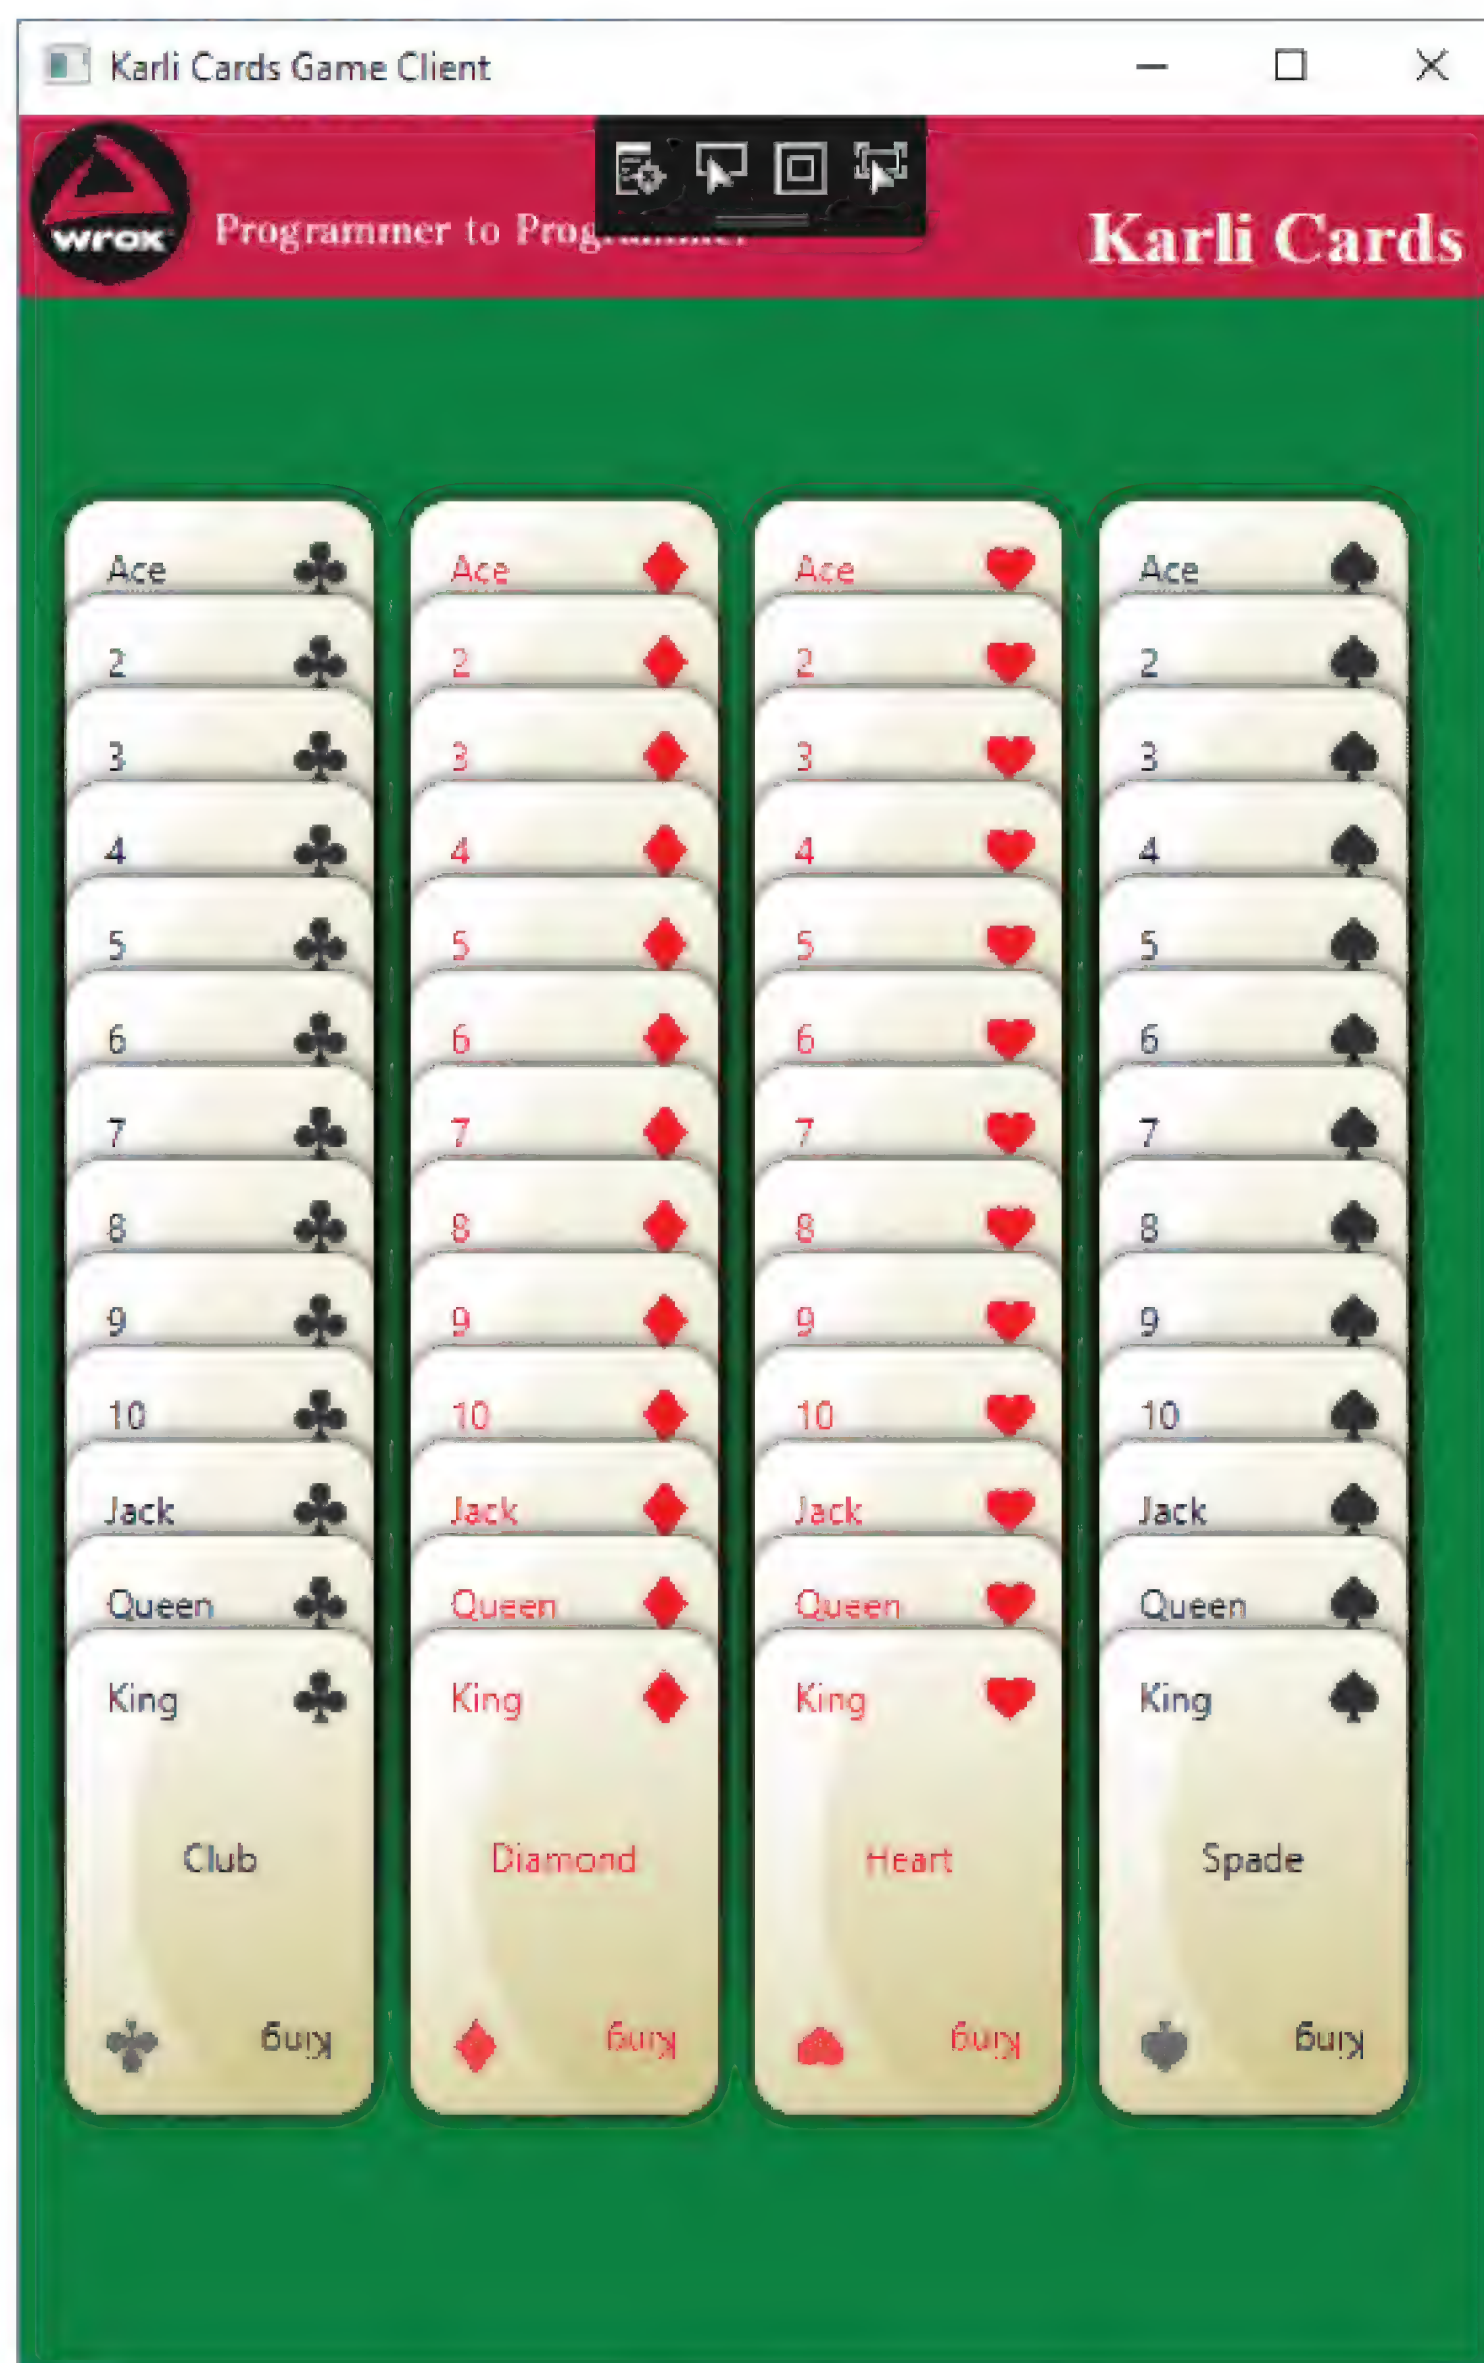 Karli Cards Game Client
wrox
Programmer to Programmer
Karli Cards
Ace Ace Ace Ace
2 2 2 2
3 3 3 3
4 4 4 4
5 5 5 5
6 6 6 6
7 7 7 7
8 8 8 8
9 9 9 9
10 10 10 10
Jack Jack Jack Jack
Queen Queen Queen Queen
King King King King
Club Diamond Heart Spade
King King King King